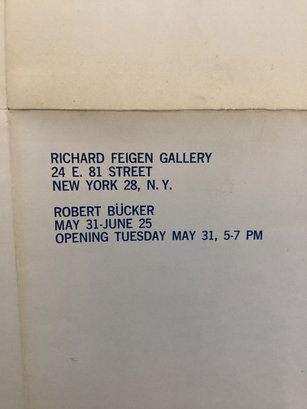 RICHARD FEIGEN GALLERY
24 E. 81 STREET
NEW YORK 28, N.Y.
ROBERT BÜCKER
MAY 31-JUNE 25
OPENING TUESDAY MAY 31, 5-7 PM